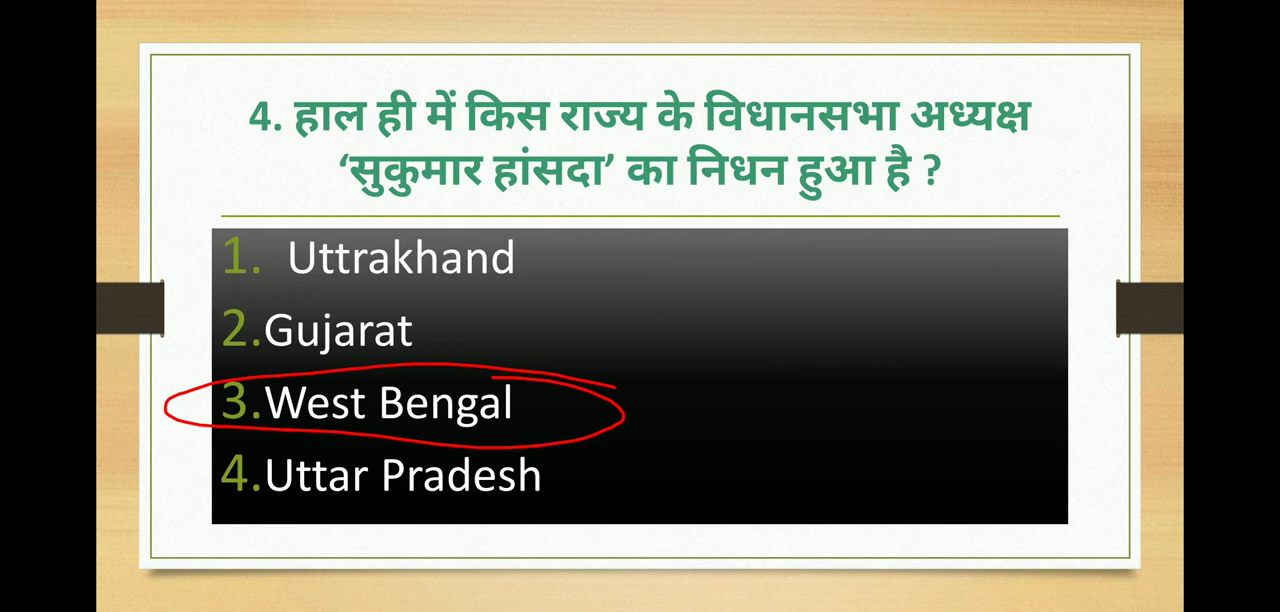 4. हाल ही में किस राज्य के विधानसभा अध्यक्ष
‘सुकुमार हांसदा’ का निधन हुआ है ?
1. Uttrakhand
2.Gujarat
3.West Bengal
4.Uttar Pradesh